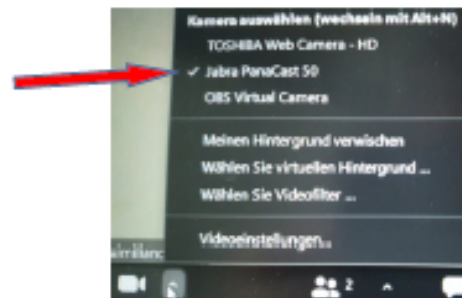 Kamera auswählen (wechseln mit Alt+N)
TOSHIBA Web Camera - HD
✓ Jabra PanaCast 50
OBS Virtual Camera
Meinen Hintergrund verwischen
Wählen Sie virtuellen Hintergrund ...
Wählen Sie Videofilter ...
Videoeinstellungen...
2